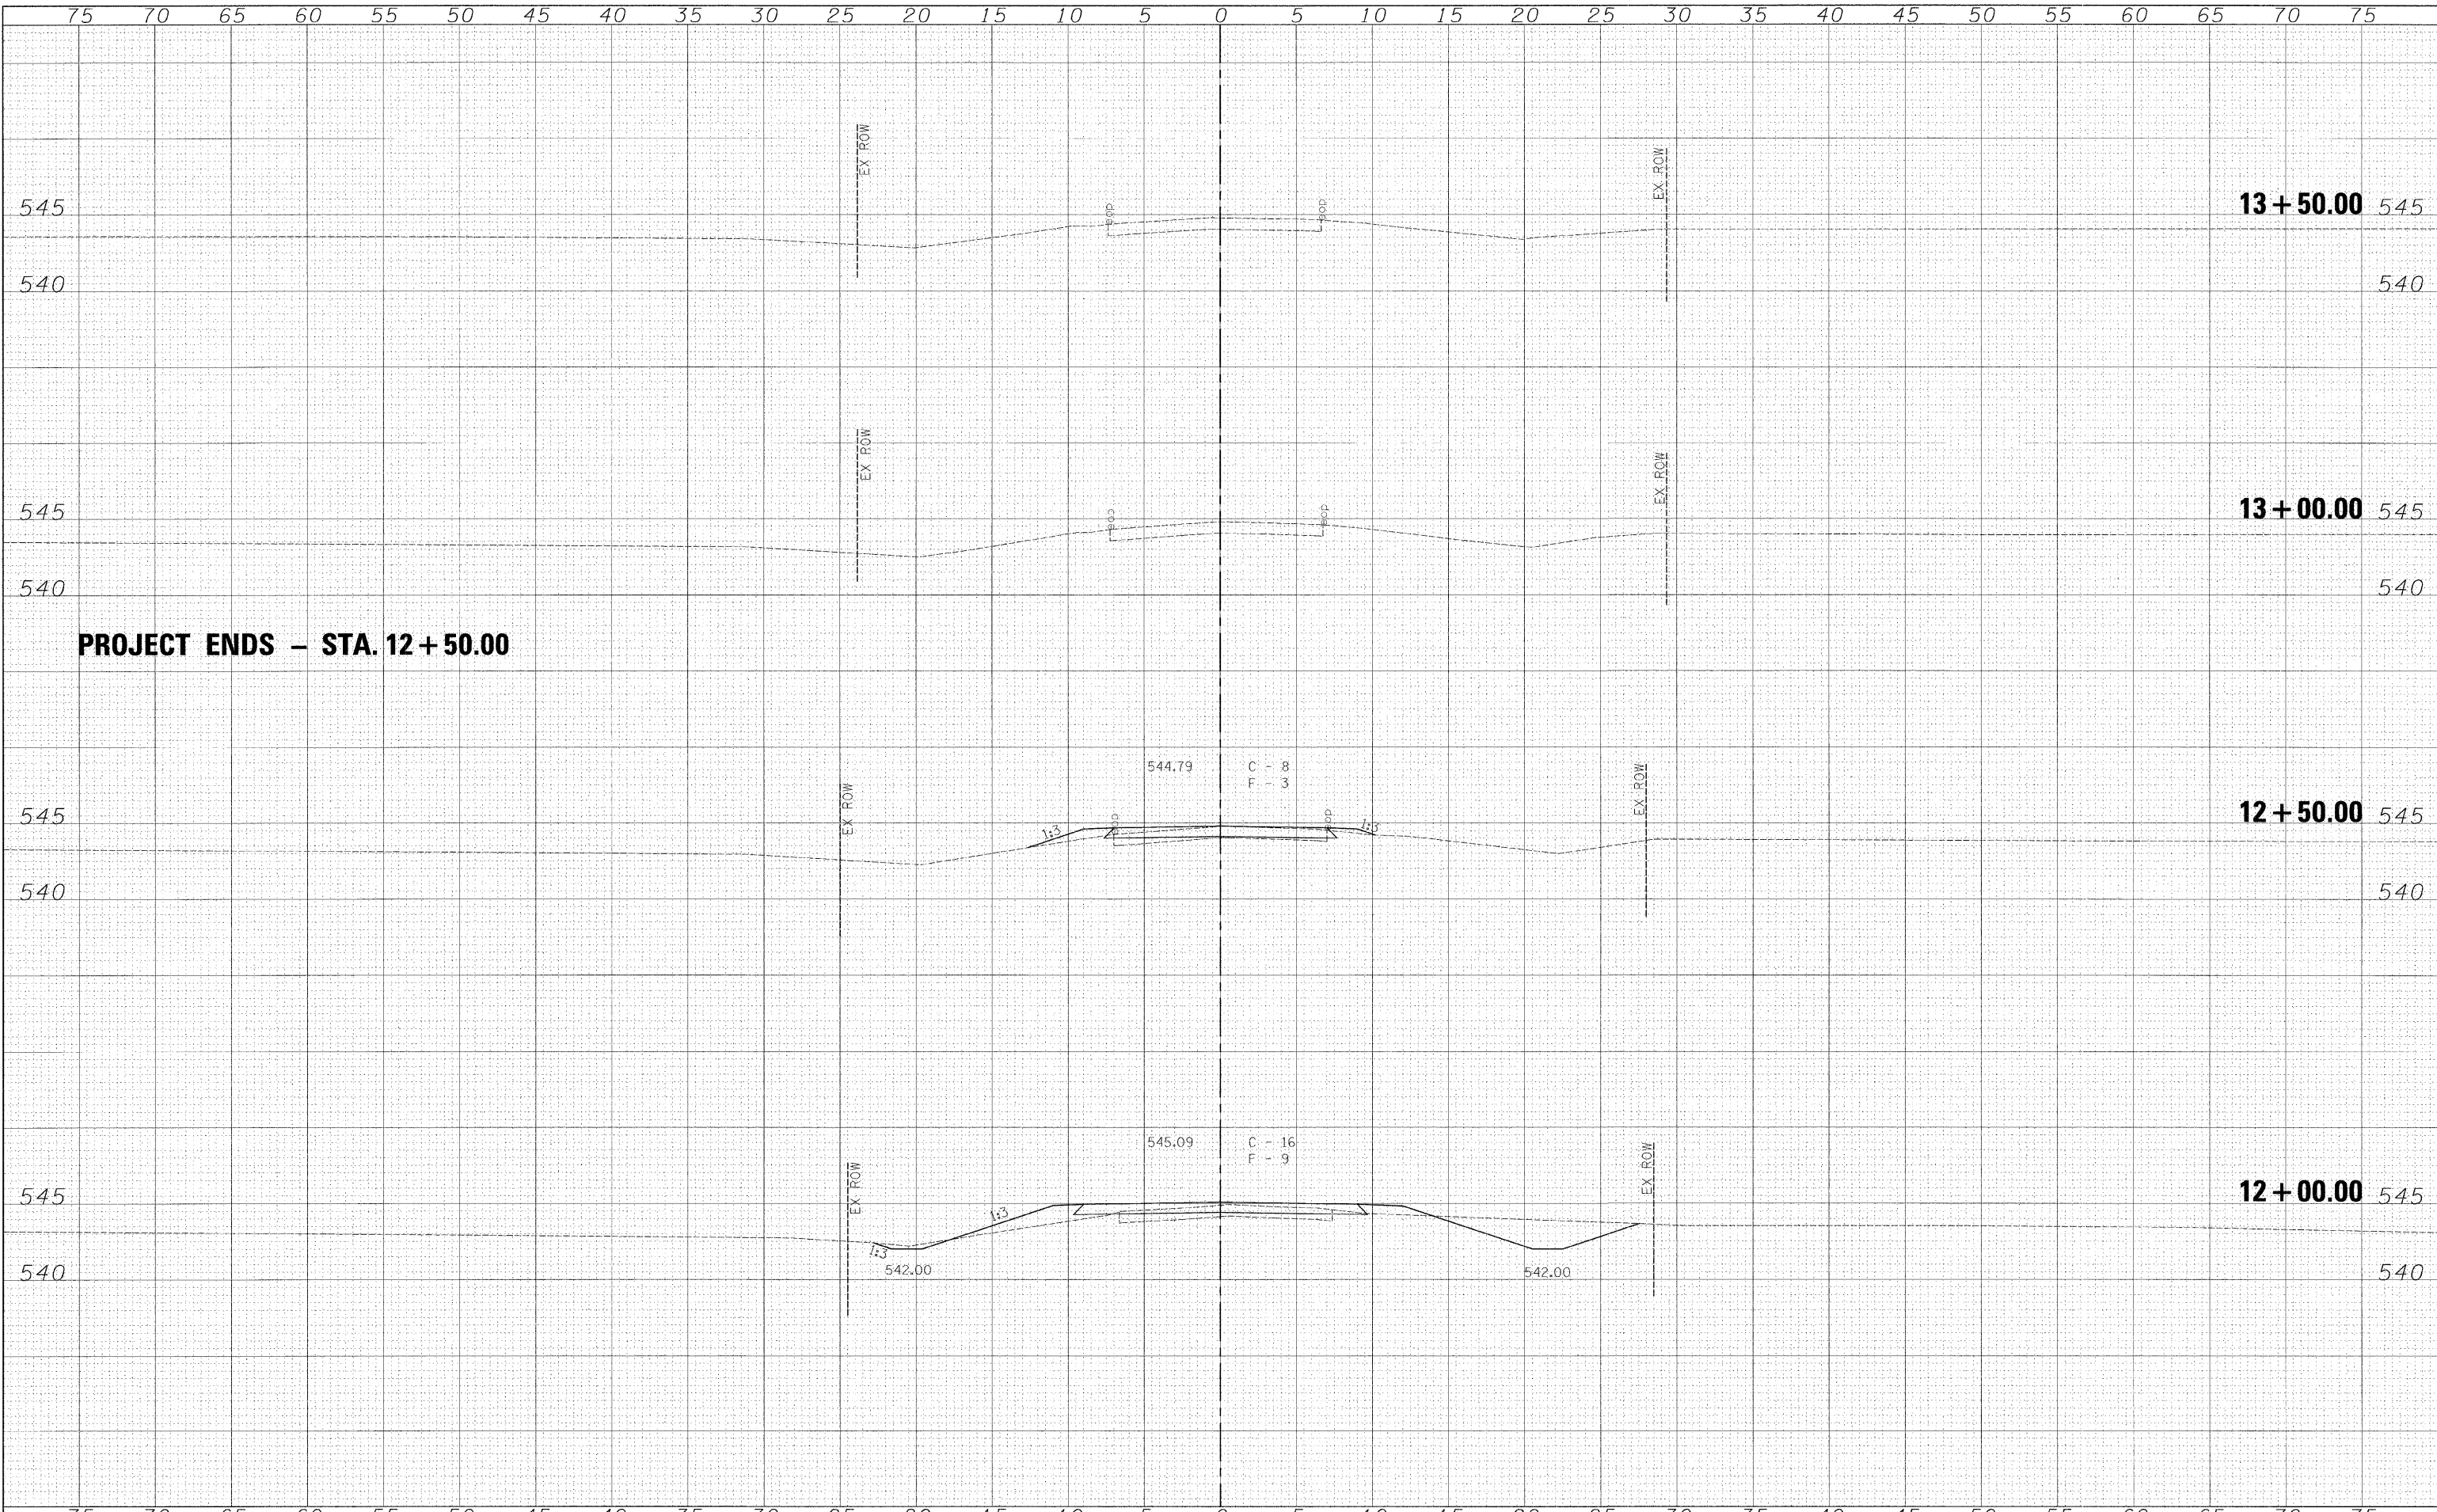 75 70 65 60 55 50 45 40 35 30 25 20 15 10 5 0 5 10 15 20 25 30 35 40 45 50 55 60 65 70 75
EX ROW
EX ROW
545
eop
eop
13+50.00 545
540
540
EX ROW
EX ROW
545
eop
eop
13+00.00 545
540
540
PROJECT ENDS – STA. 12+50.00
544.79
C - 8
F - 3
EX ROW
EX ROW
545
1:3
eop
eop
1:3
12+50.00 545
540
540
545.09
C - 16
F - 9
EX ROW
EX ROW
545
1:3
12+00.00 545
1:3
540
542.00
542.00
540
75 70 65 60 55 50 45 40 35 30 25 20 15 10 5 0 5 10 15 20 25 30 35 40 45 50 55 60 65 70 75